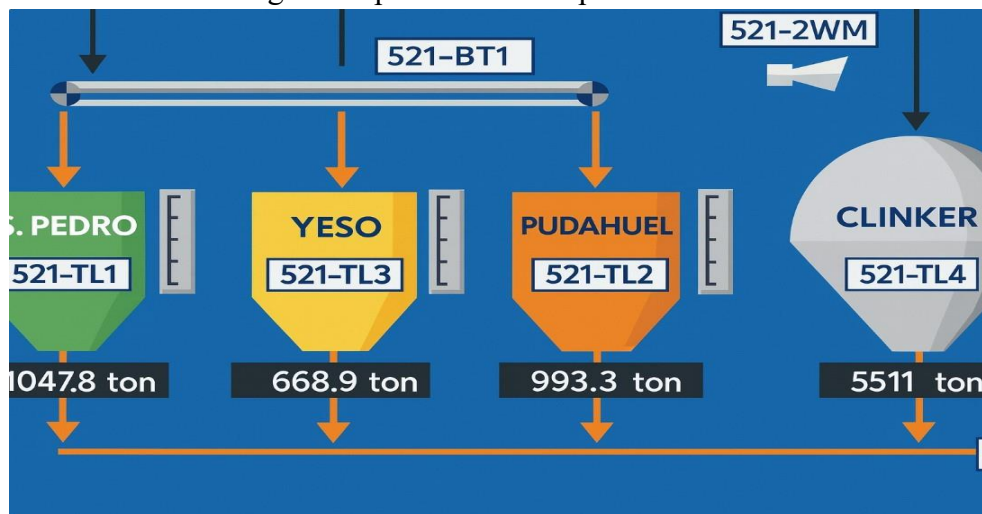 521-BT1
521-2WM
S. PEDRO
521-TL1
YESO
521-TL3
PUDAHUEL
521-TL2
CLINKER
521-TL4
1047.8 ton
668.9 ton
993.3 ton
5511 ton